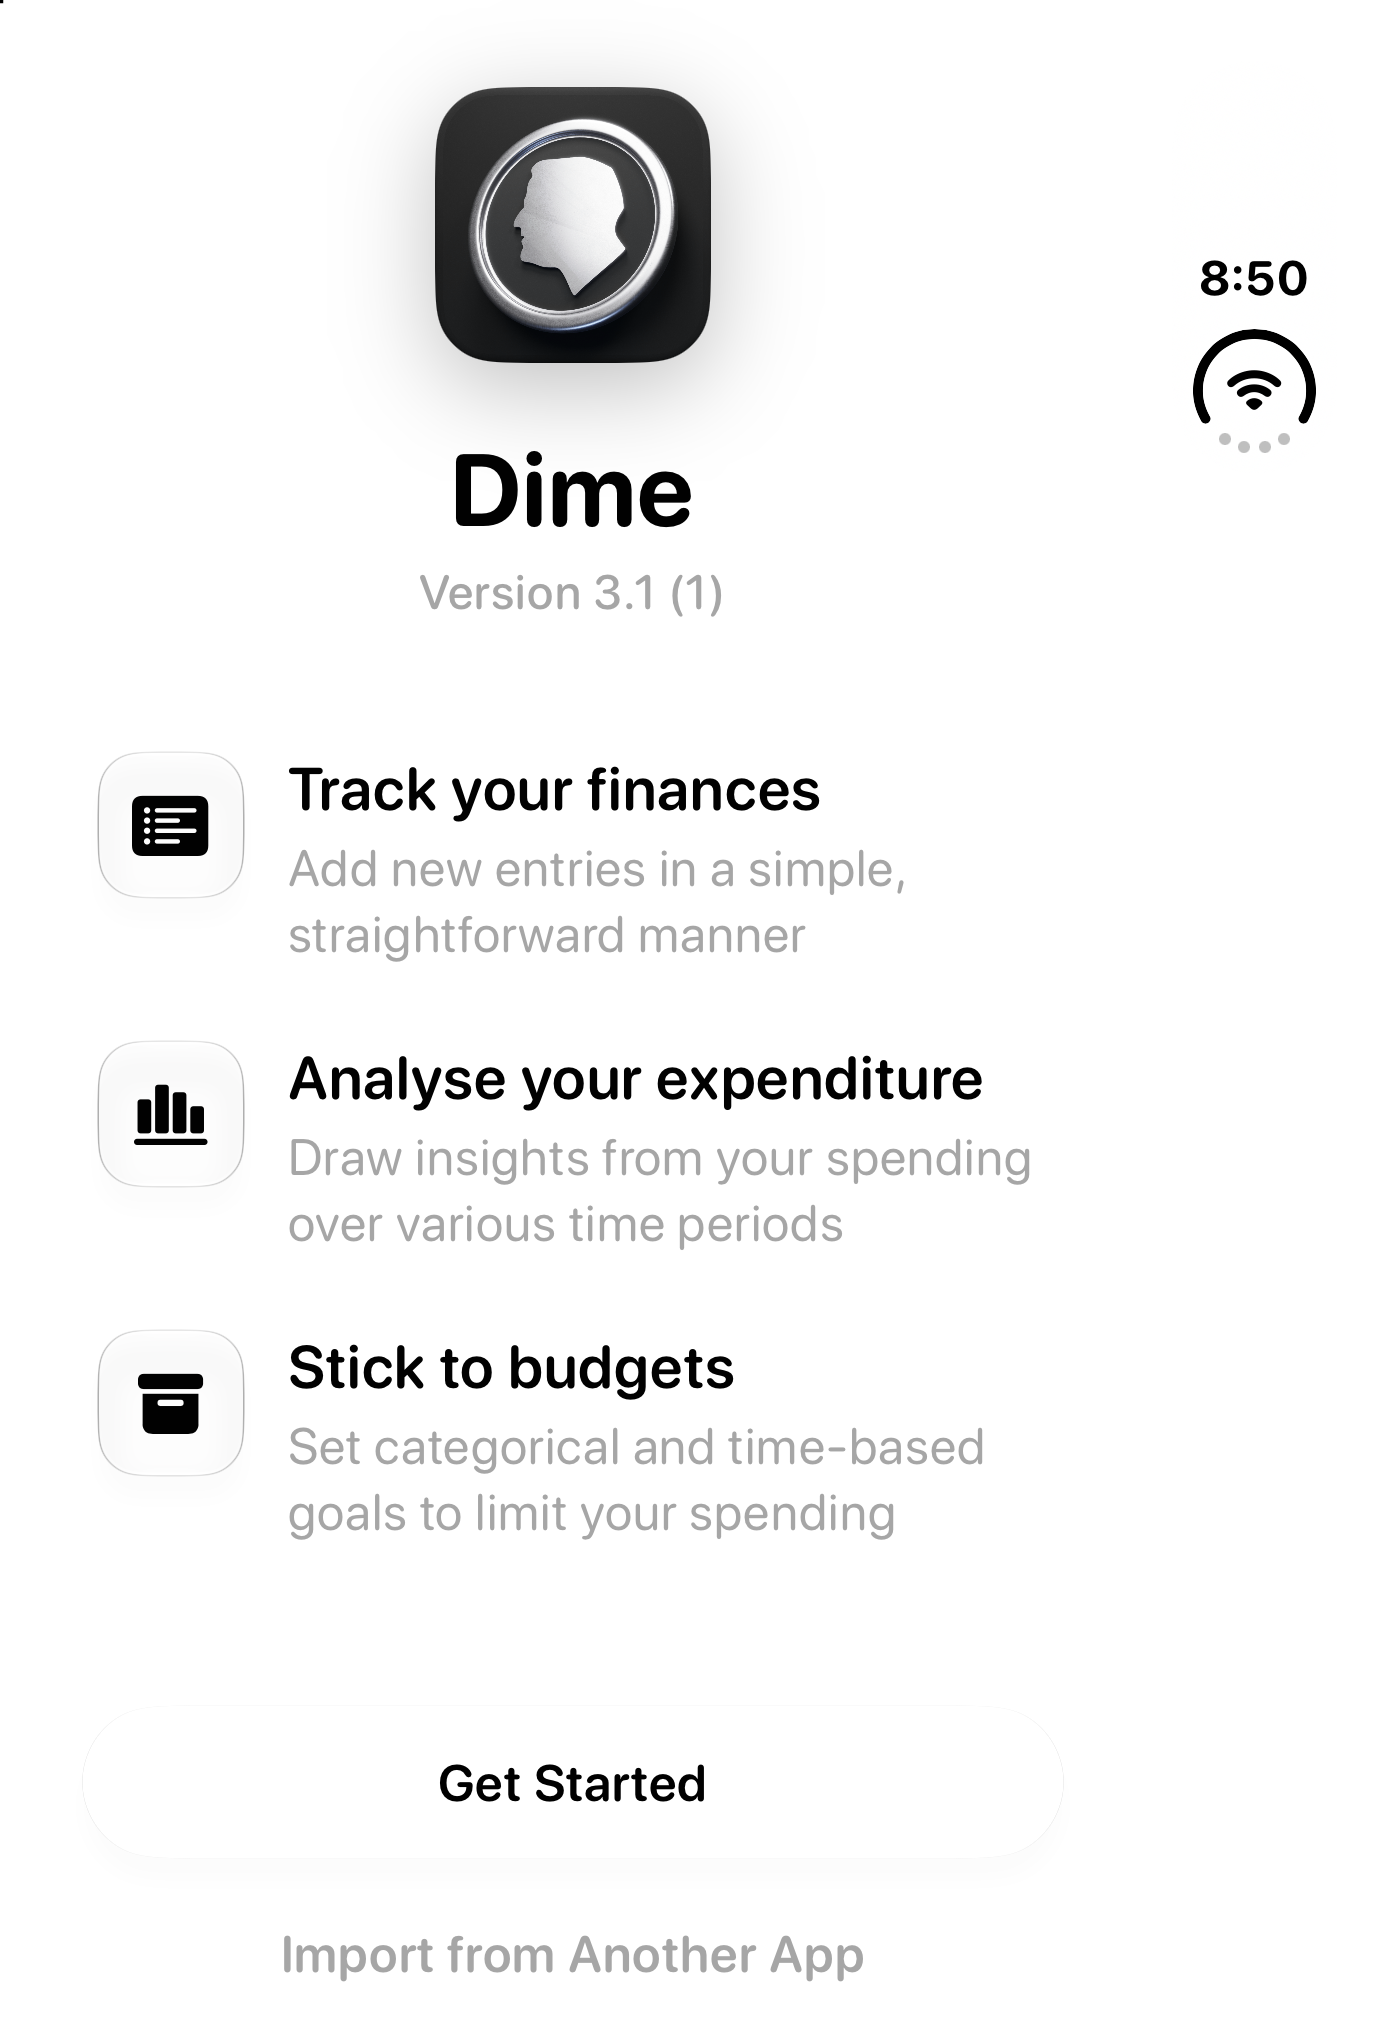 Dime
Version 3.1 (1)
8:50
Track your finances
Add new entries in a simple,
straightforward manner
Analyse your expenditure
Draw insights from your spending
over various time periods
Stick to budgets
Set categorical and time-based
goals to limit your spending
Get Started
Import from Another App